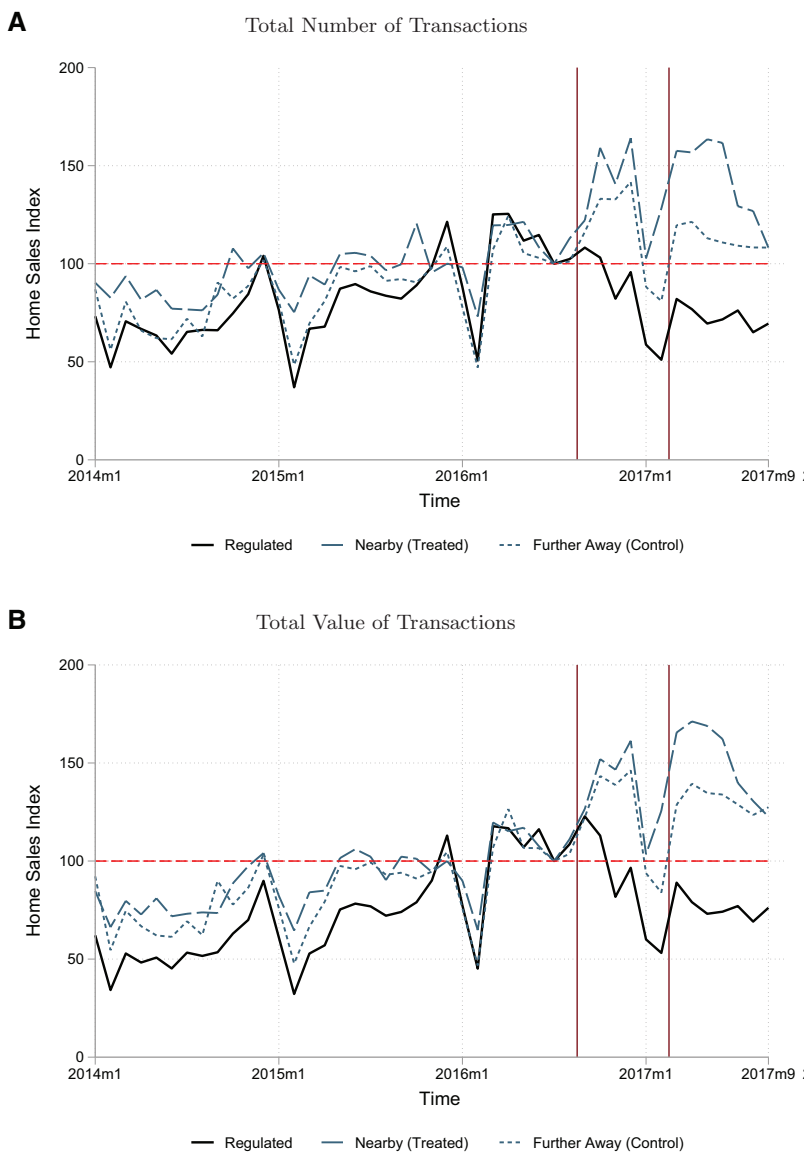 A
Total Number of Transactions
200
150
100
50
0
Home Sales Index
2014m1 2015m1 2016m1 2017m1 2017m9
Time
Regulated Nearby (Treated) Further Away (Control)
B
Total Value of Transactions
200
150
100
50
0
Home Sales Index
2014m1 2015m1 2016m1 2017m1 2017m9
Time
Regulated Nearby (Treated) Further Away (Control)